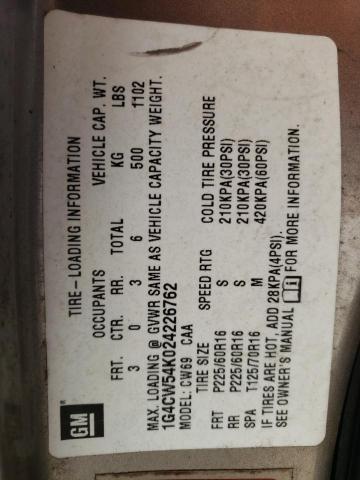 GM
TIRE-LOADING INFORMATION
OCCUPANTS VEHICLE CAP. WT.
FRT. CTR. RR. TOTAL KG LBS
3 0 3 6 500 1102
MAX. LOADING @ GVWR SAME AS VEHICLE CAPACITY WEIGHT.
1G4CW54K024226762
MODEL: CW69 CAA
TIRE SIZE SPEED RTG COLD TIRE PRESSURE
FRT P225/60R16 S 210KPA(30PSI)
RR P225/60R16 S 210KPA(30PSI)
SPA T125/70R16 M 420KPA(60PSI)
IF TIRES ARE HOT, ADD 28KPA(4PSI).
SEE OWNER'S MANUAL FOR MORE INFORMATION.